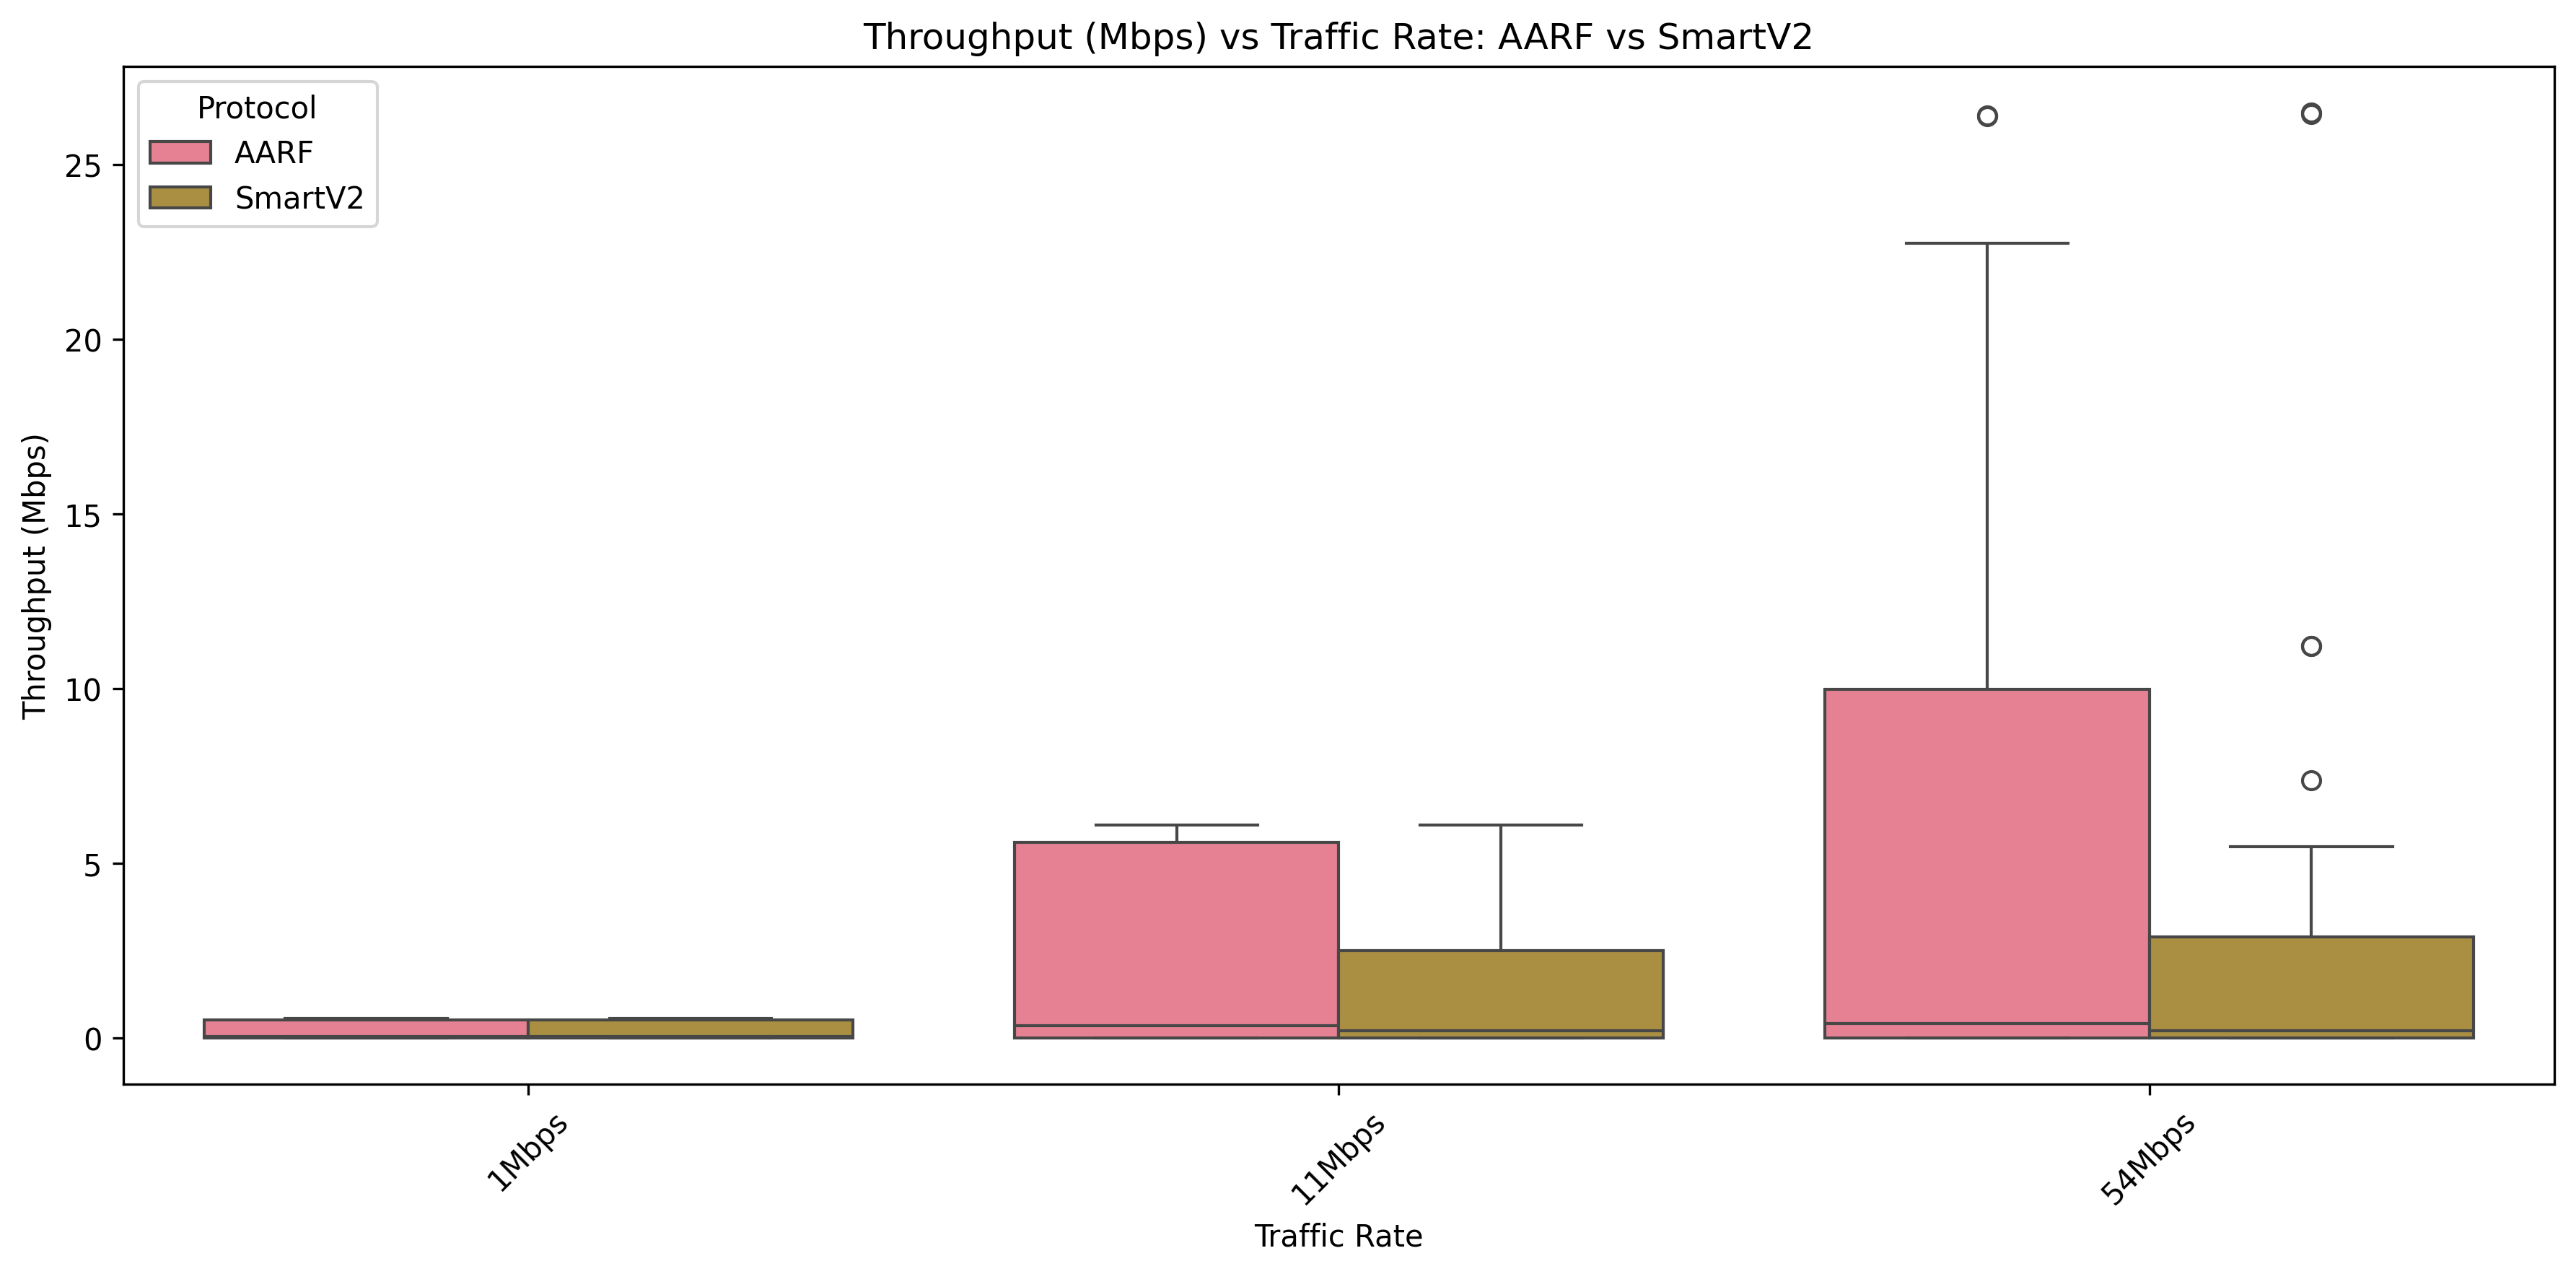 Throughput (Mbps) vs Traffic Rate: AARF vs SmartV2
Protocol
AARF
SmartV2
Throughput (Mbps)
25
20
15
10
5
0
1Mbps
11Mbps
54Mbps
Traffic Rate